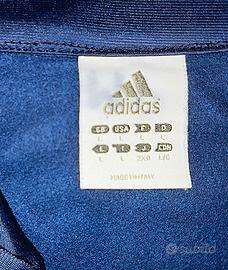 adidas
GB USA F D
L L L L
E I J CDN
L L 2XO L/G
MADE IN ITALY
subito